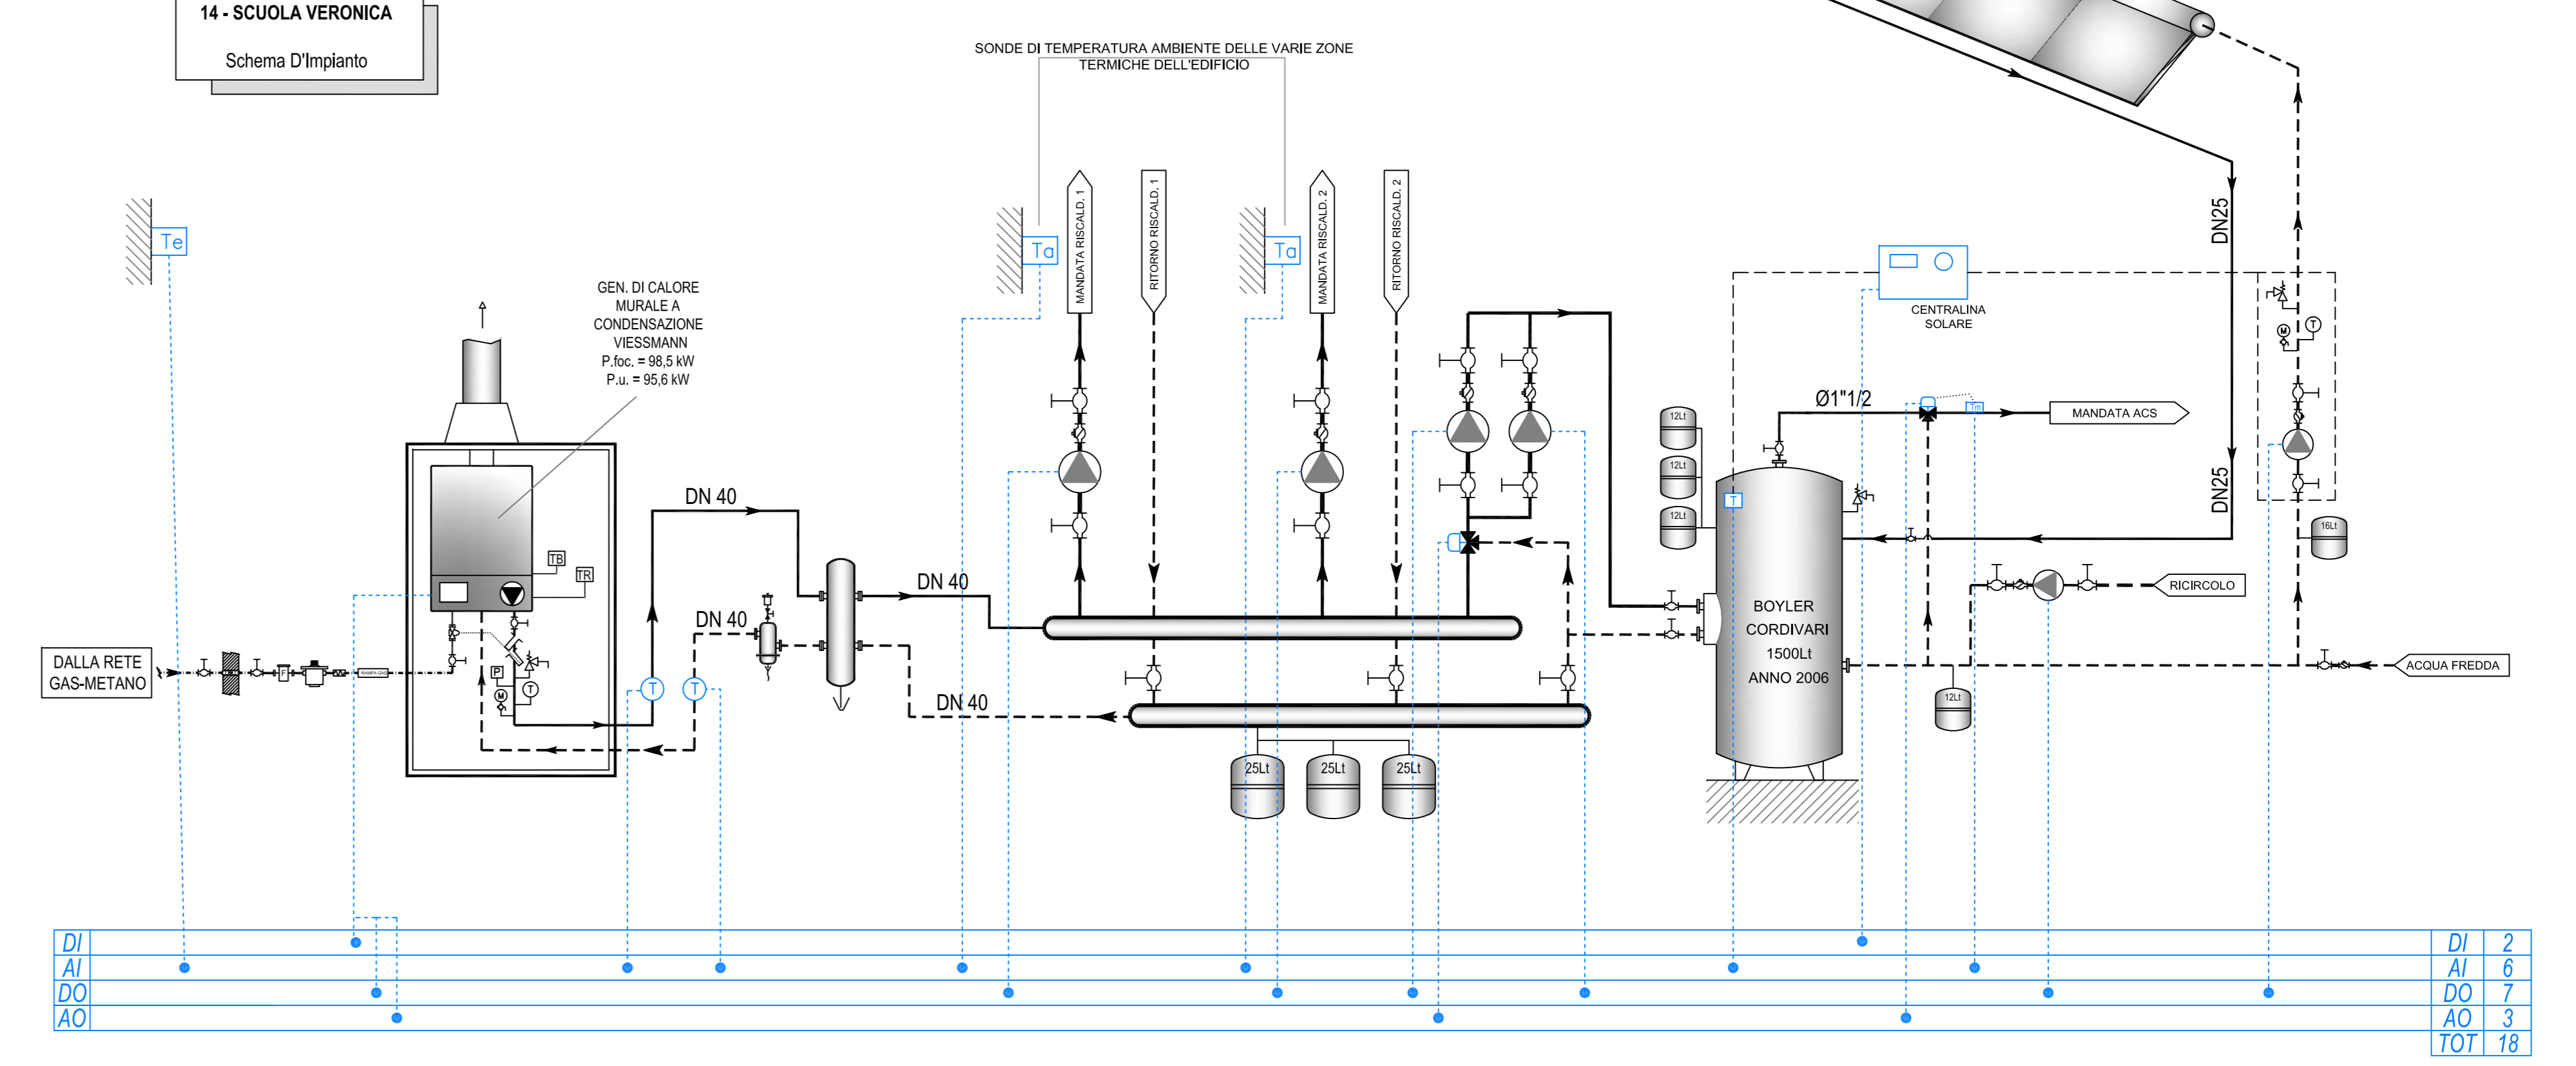 14 - SCUOLA VERONICA
Schema D'Impianto
SONDE DI TEMPERATURA AMBIENTE DELLE VARIE ZONE
TERMICHE DELL'EDIFICIO
Te
Ta
MANDATA RISCALD. 1
RITORNO RISCALD. 1
Ta
MANDATA RISCALD. 2
RITORNO RISCALD. 2
GEN. DI CALORE
MURALE A
CONDENSAZIONE
VIESSMANN
P.foc. = 98,5 kW
P.u. = 95,6 kW
CENTRALINA
SOLARE
DN25
DN25
M
T
Ø1"1/2
Tm
MANDATA ACS
12Lt
12Lt
12Lt
T
16Lt
DN 40
DN 40
DN 40
DN 40
TB
TR
DALLA RETE
GAS-METANO
F
RAMPA GAS
P
M
T
T
T
BOYLER
CORDIVARI
1500Lt
ANNO 2006
RICIRCOLO
ACQUA FREDDA
12Lt
25Lt
25Lt
25Lt
DI
AI
DO
AO
DI 2
AI 6
DO 7
AO 3
TOT 18